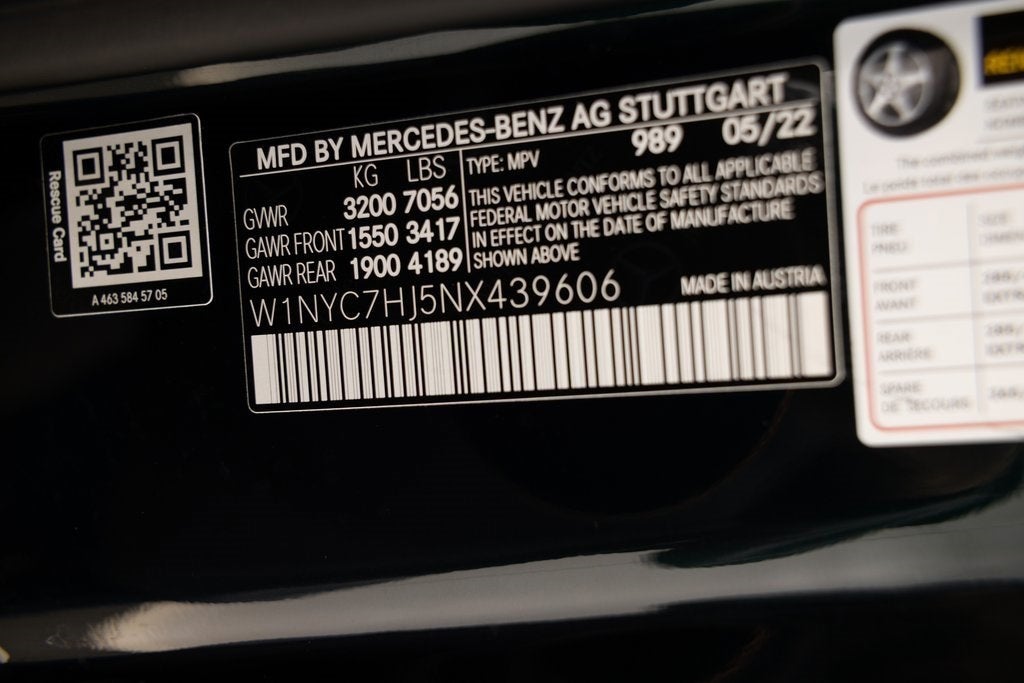 Rescue Card
A 463 584 57 05
MFD BY MERCEDES-BENZ AG STUTTGART
KG LBS
GVWR 3200 7056
GAWR FRONT 1550 3417
GAWR REAR 1900 4189
TYPE: MPV 989 05/22
THIS VEHICLE CONFORMS TO ALL APPLICABLE
FEDERAL MOTOR VEHICLE SAFETY STANDARDS
IN EFFECT ON THE DATE OF MANUFACTURE
SHOWN ABOVE
W1NYC7HJ5NX439606 MADE IN AUSTRIA
The combined
TIRE
PNEU
FRONT
AVANT
REAR
ARRIÈRE
SPARE
DE SECOURS